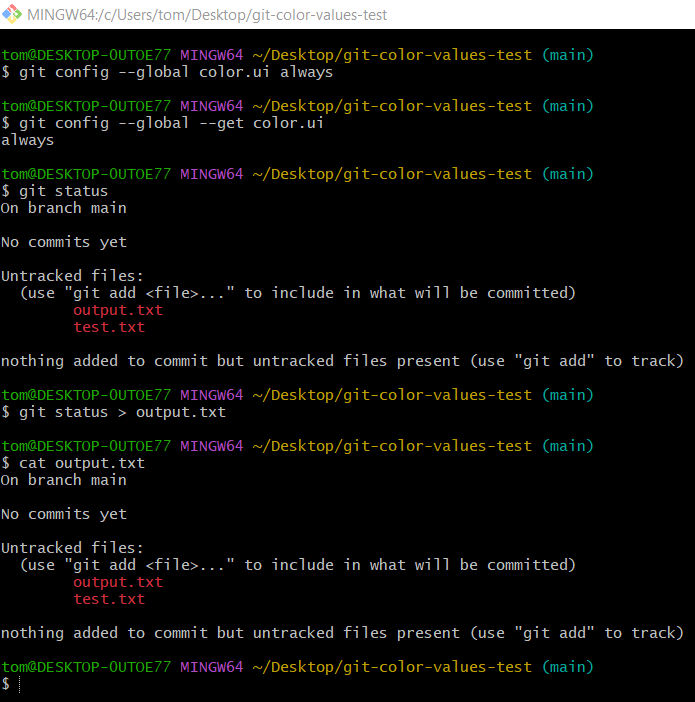 MINGW64:/c/Users/tom/Desktop/git-color-values-test
tom@DESKTOP-OUTOE77 MINGW64 ~/Desktop/git-color-values-test (main)
$ git config --global color.ui always
tom@DESKTOP-OUTOE77 MINGW64 ~/Desktop/git-color-values-test (main)
$ git config --global --get color.ui
always
tom@DESKTOP-OUTOE77 MINGW64 ~/Desktop/git-color-values-test (main)
$ git status
On branch main
No commits yet
Untracked files:
  (use "git add <file>..." to include in what will be committed)
        output.txt
        test.txt
nothing added to commit but untracked files present (use "git add" to track)
tom@DESKTOP-OUTOE77 MINGW64 ~/Desktop/git-color-values-test (main)
$ git status > output.txt
tom@DESKTOP-OUTOE77 MINGW64 ~/Desktop/git-color-values-test (main)
$ cat output.txt
On branch main
No commits yet
Untracked files:
  (use "git add <file>..." to include in what will be committed)
        output.txt
        test.txt
nothing added to commit but untracked files present (use "git add" to track)
tom@DESKTOP-OUTOE77 MINGW64 ~/Desktop/git-color-values-test (main)
$